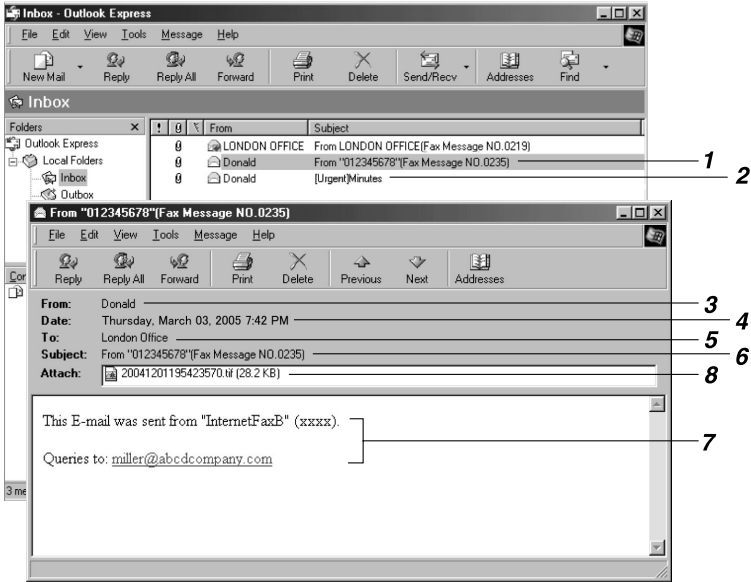 Inbox - Outlook Express
File Edit View Tools Message Help
New Mail Reply Reply All Forward Print Delete Send/Recv Addresses Find
Inbox
Folders
! From Subject
Outlook Express
LONDON OFFICE From LONDON OFFICE(Fax Message NO.0219)
Local Folders
Donald From "012345678"(Fax Message NO.0235)
1
Inbox
Donald [Urgent]Minutes
2
Outbox
From "012345678"(Fax Message NO.0235)
File Edit View Tools Message Help
Reply Reply All Forward Print Delete Previous Next Addresses
From: Donald
3
Date: Thursday, March 03, 2005 7:42 PM
4
To: London Office
5
Subject: From "012345678"(Fax Message NO.0235)
6
Attach: 20041201195423570.tif (28.2 KB)
8
This E-mail was sent from "InternetFaxB" (xxxx).
7
Queries to: miller@abcdcompany.com